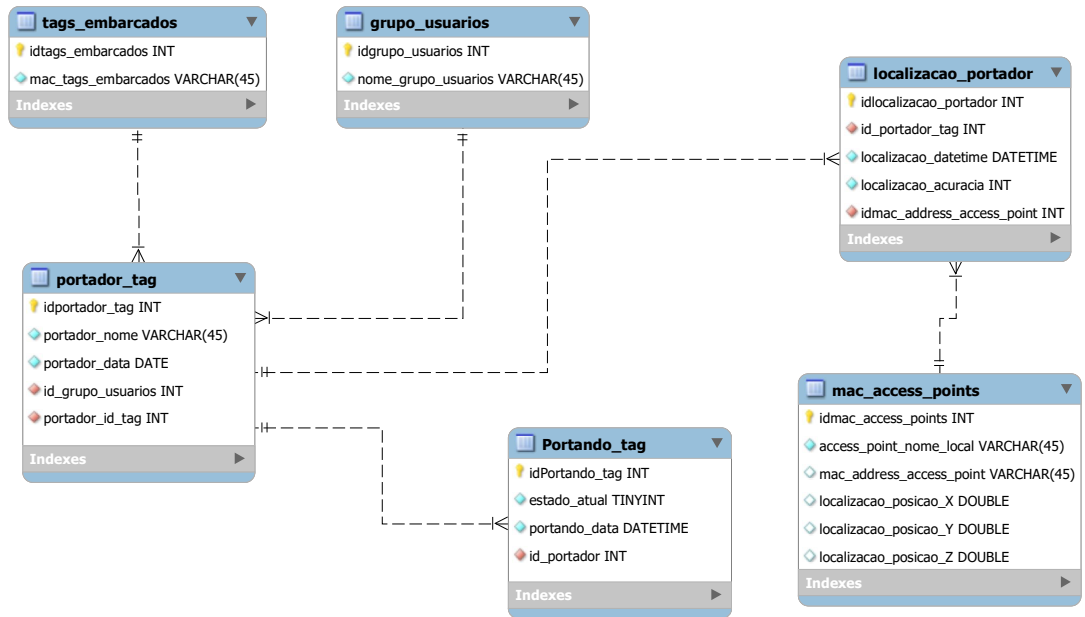 tags_embarcados
idtags_embarcados INT
mac_tags_embarcados VARCHAR(45)
Indexes
grupo_usuarios
idgrupo_usuarios INT
nome_grupo_usuarios VARCHAR(45)
Indexes
localizacao_portador
idlocalizacao_portador INT
id_portador_tag INT
localizacao_datetime DATETIME
localizacao_acuracia INT
idmac_address_access_point INT
Indexes
portador_tag
idportador_tag INT
portador_nome VARCHAR(45)
portador_data DATE
id_grupo_usuarios INT
portador_id_tag INT
Indexes
Portando_tag
idPortando_tag INT
estado_atual TINYINT
portando_data DATETIME
id_portador INT
Indexes
mac_access_points
idmac_access_points INT
access_point_nome_local VARCHAR(45)
mac_address_access_point VARCHAR(45)
localizacao_posicao_X DOUBLE
localizacao_posicao_Y DOUBLE
localizacao_posicao_Z DOUBLE
Indexes